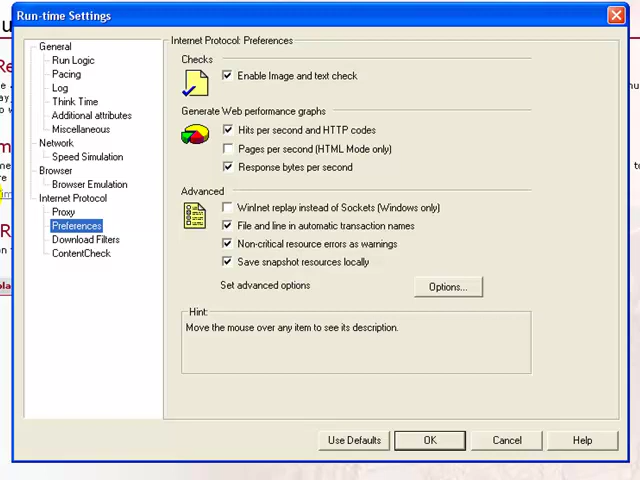 Run-time Settings
General
Run Logic
Pacing
Log
Think Time
Additional attributes
Miscellaneous
Network
Speed Simulation
Browser
Browser Emulation
Internet Protocol
Proxy
Preferences
Download Filters
ContentCheck
Internet Protocol: Preferences
Checks
Enable Image and text check
Generate Web performance graphs
Hits per second and HTTP codes
Pages per second (HTML Mode only)
Response bytes per second
Advanced
WinInet replay instead of Sockets (Windows only)
File and line in automatic transaction names
Non-critical resource errors as warnings
Save snapshot resources locally
Set advanced options
Options...
Hint:
Move the mouse over any item to see its description.
Use Defaults
OK
Cancel
Help